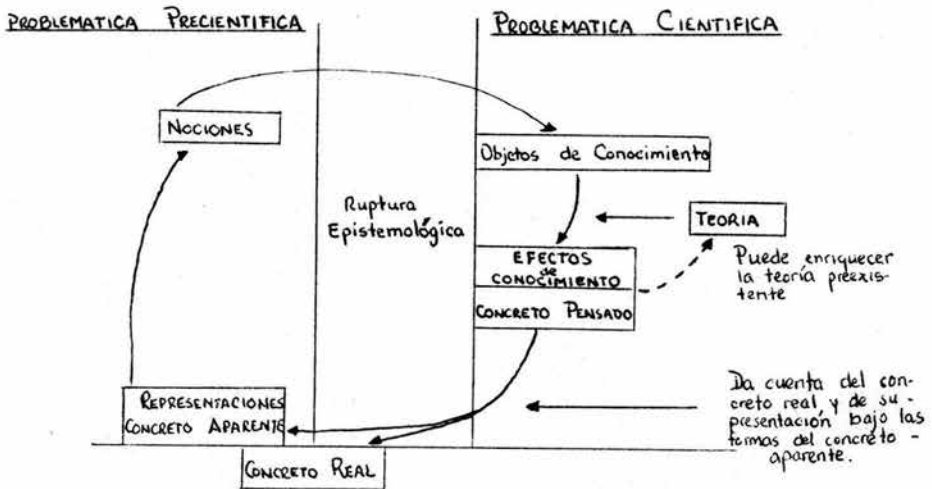 PROBLEMATICA PRECIENTIFICA
PROBLEMATICA CIENTIFICA
NOCIONES
Objetos de Conocimiento
Ruptura
Epistemológica
TEORIA
Puede enriquecer
la teoría preexis-
tente
EFECTOS
de
CONOCIMIENTO
CONCRETO PENSADO
REPRESENTACIONES
CONCRETO APARENTE
CONCRETO REAL
Da cuenta del con-
creto real y de su-
presentación bajo las
formas del concreto -
aparente.